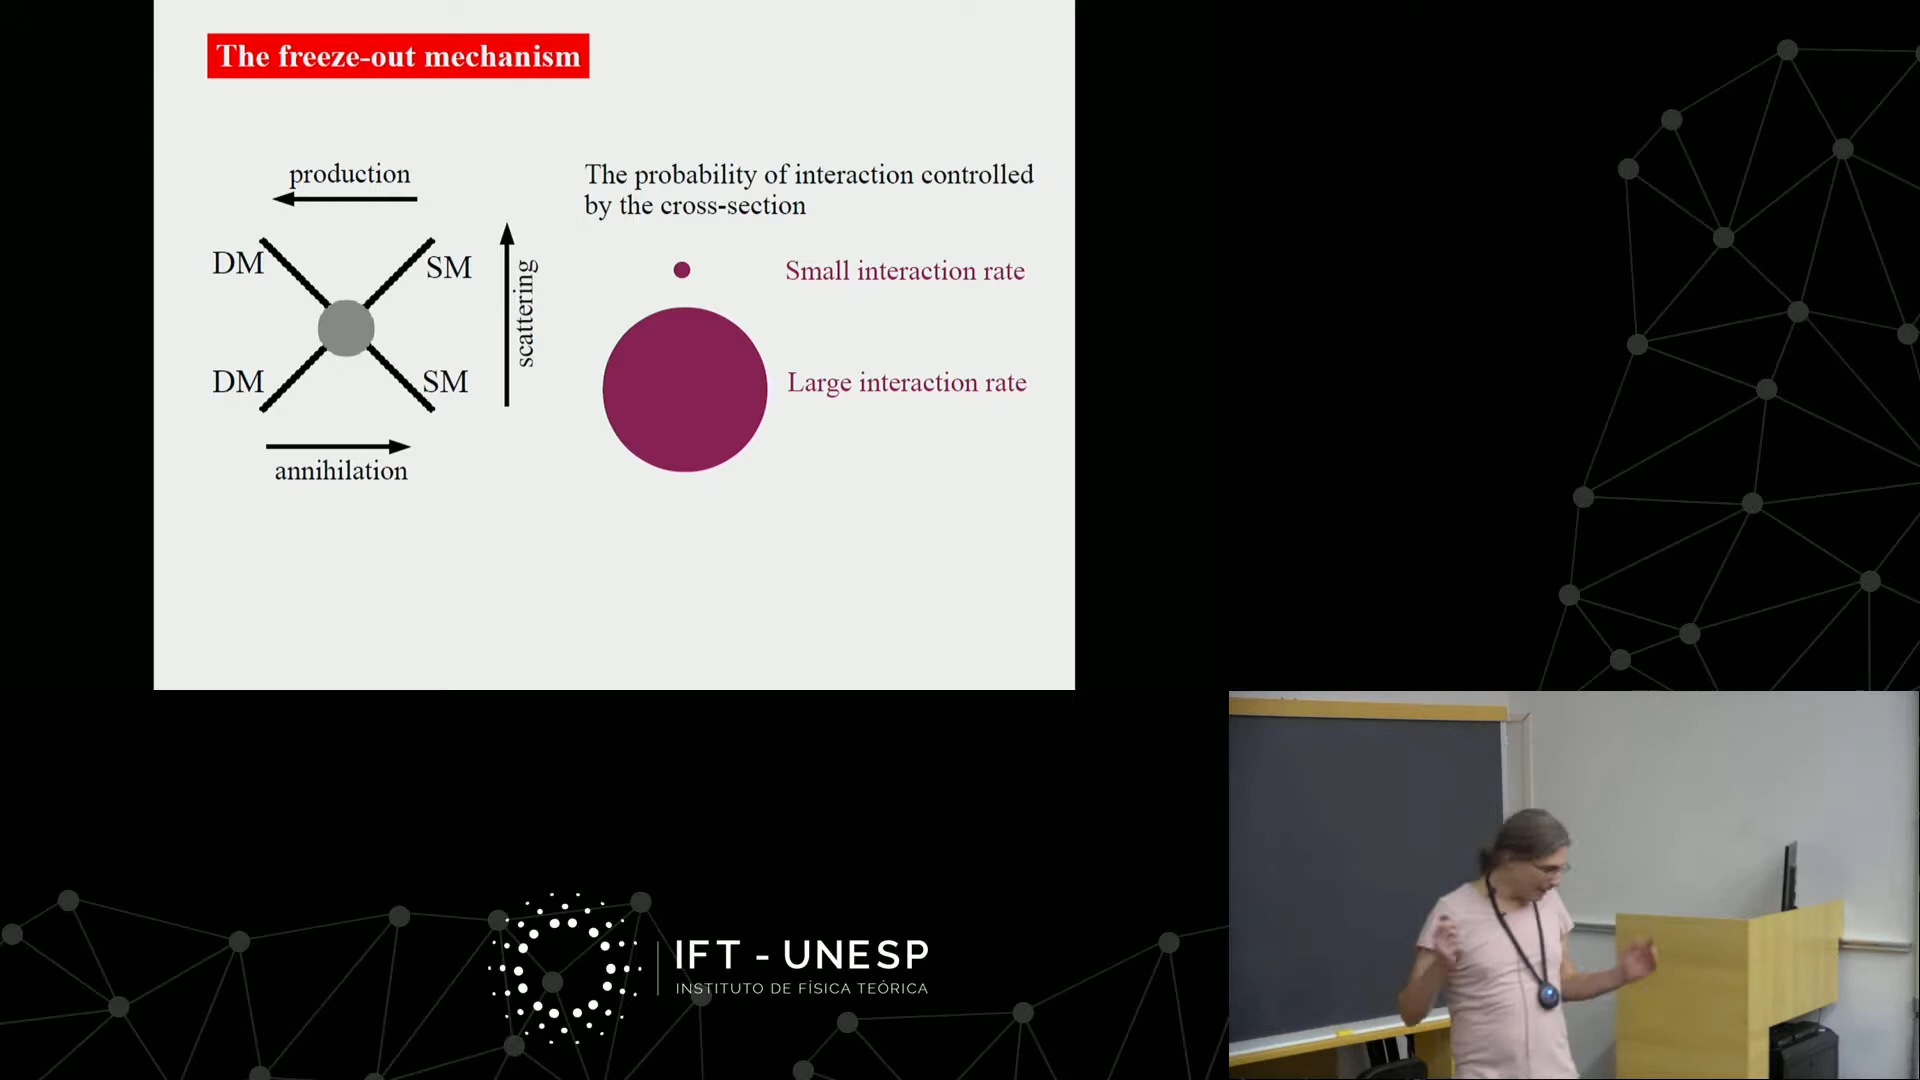 The freeze-out mechanism
production
The probability of interaction controlled
by the cross-section
DM
SM
scattering
Small interaction rate
DM
SM
Large interaction rate
annihilation
IFT - UNESP
INSTITUTO DE FÍSICA TEÓRICA